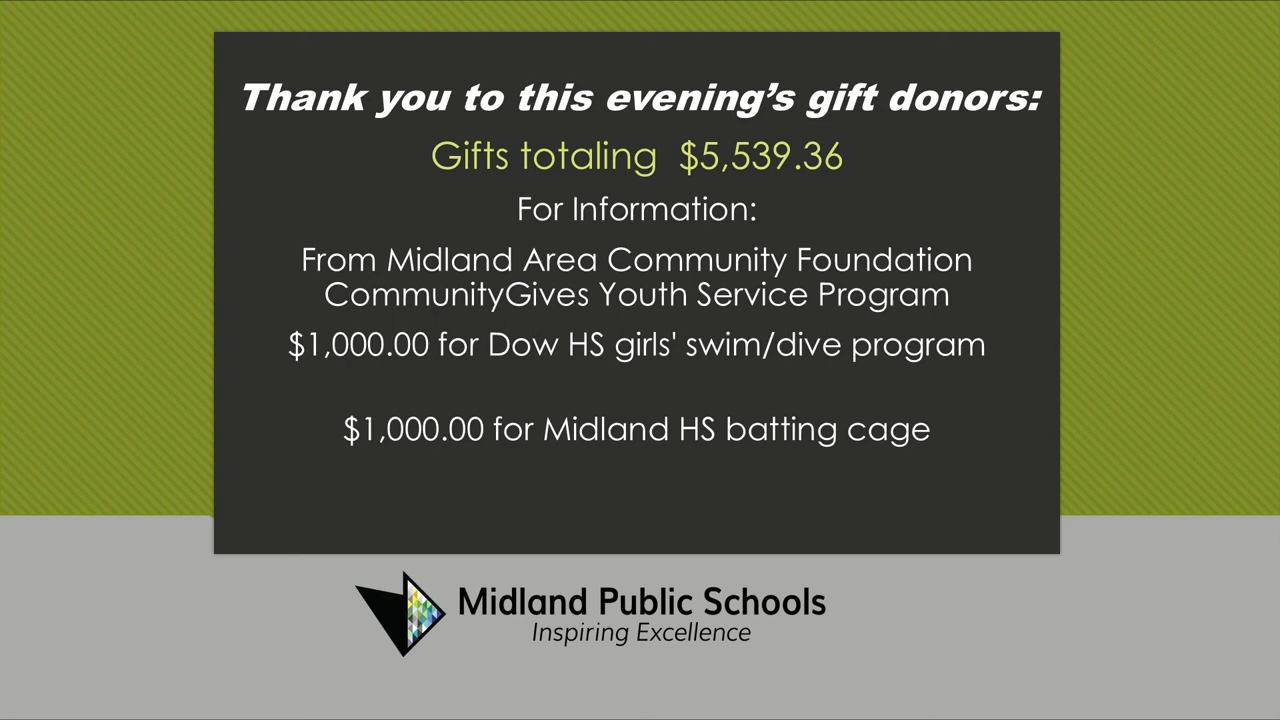 Thank you to this evening’s gift donors:
Gifts totaling  $5,539.36
For Information:
From Midland Area Community Foundation
CommunityGives Youth Service Program
$1,000.00 for Dow HS girls' swim/dive program
$1,000.00 for Midland HS batting cage
Midland Public Schools
Inspiring Excellence